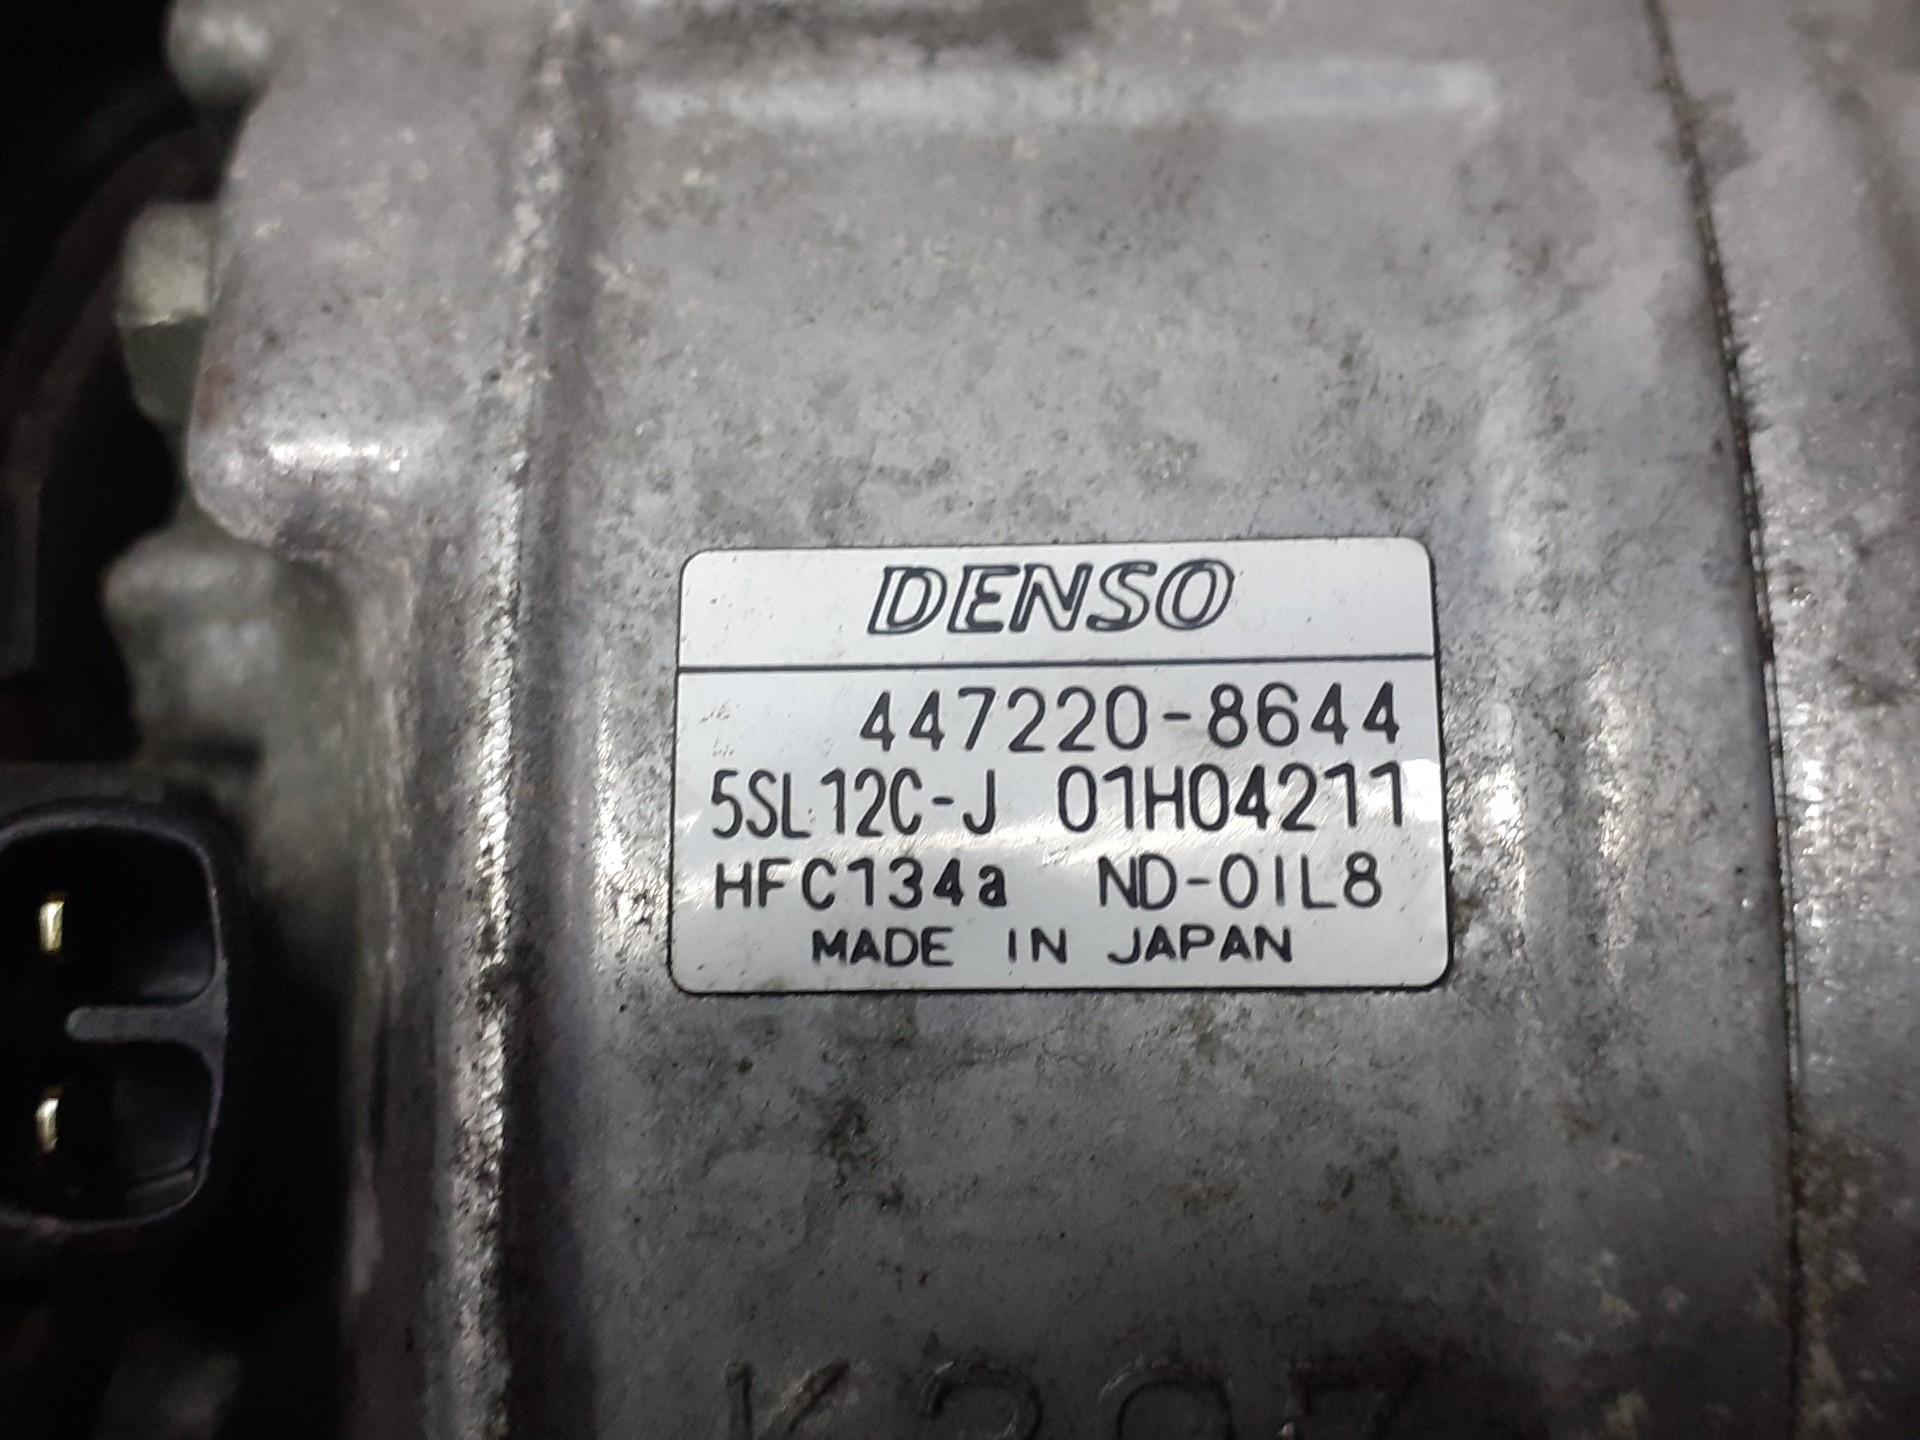 DENSO
447220-8644
5SL12C-J 01H04211
HFC134a ND-OIL8
MADE IN JAPAN